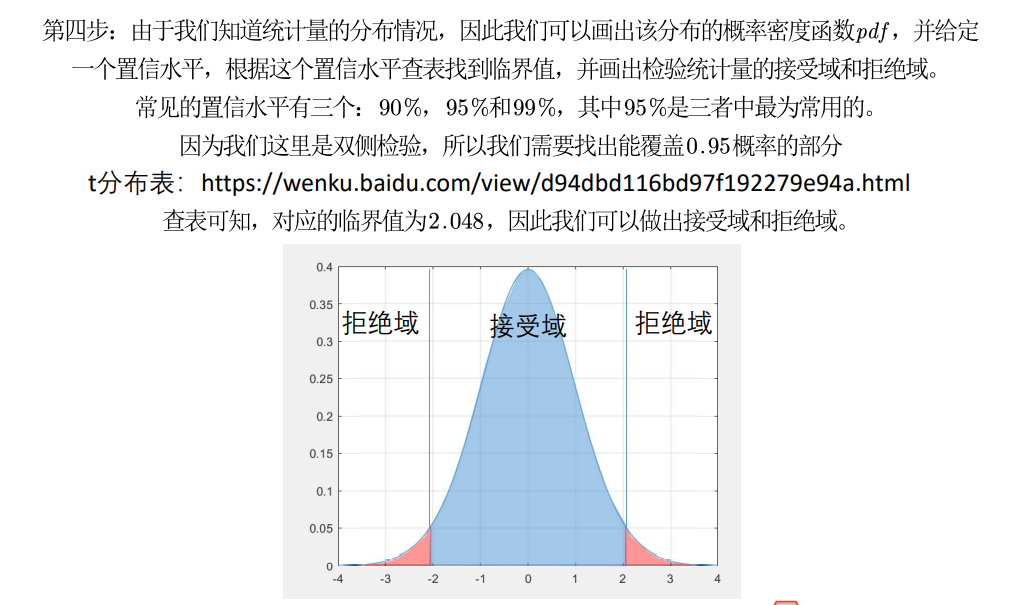 第四步：由于我们知道统计量的分布情况，因此我们可以画出该分布的概率密度函数pdf，并给定
一个置信水平，根据这个置信水平查表找到临界值，并画出检验统计量的接受域和拒绝域。
常见的置信水平有三个：90%，95%和99%，其中95%是三者中最为常用的。
因为我们这里是双侧检验，所以我们需要找出能覆盖0.95概率的部分
t分布表：https://wenku.baidu.com/view/d94dbd116bd97f192279e94a.html
查表可知，对应的临界值为2.048，因此我们可以做出接受域和拒绝域。
0.4
0.35
拒绝域 接受域 拒绝域
0.3
0.25
0.2
0.15
0.1
0.05
0
-4 -3 -2 -1 0 1 2 3 4